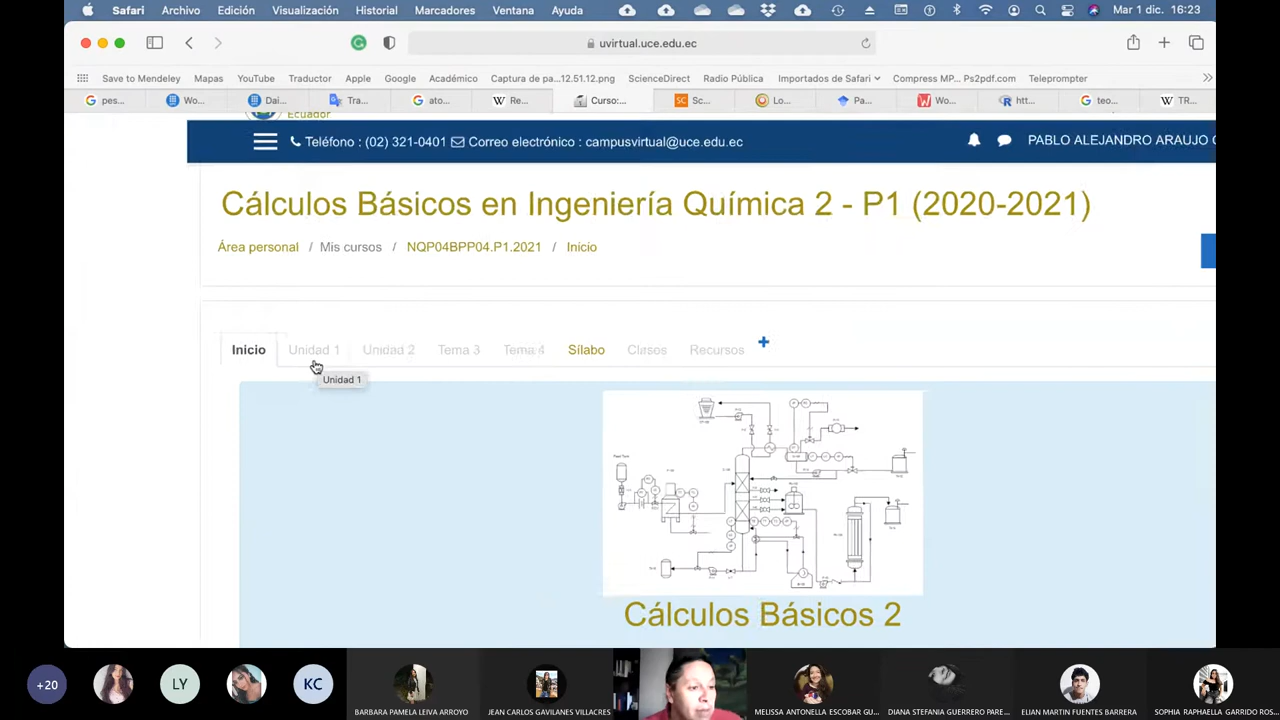 Safari Archivo Edición Visualización Historial Marcadores Ventana Ayuda Mar 1 dic. 16:23
uvirtual.uce.edu.ec
Save to Mendeley Mapas YouTube Traductor Apple Google Académico Captura de pa...12.51.12.png ScienceDirect Radio Pública Importados de Safari Compress MP... Ps2pdf.com Teleprompter
pes... Wo... Dai... Tra... ato... Re... Curso:... Sc... Lo... Pa... Wo... htt... teo... TR...
Ecuador
Teléfono : (02) 321-0401 Correo electrónico : campusvirtual@uce.edu.ec PABLO ALEJANDRO ARAUJO
Cálculos Básicos en Ingeniería Química 2 - P1 (2020-2021)
Área personal / Mis cursos / NQP04BPP04.P1.2021 / Inicio
Inicio Unidad 1 Unidad 2 Tema 3 Tema 4 Sílabo Clases Recursos
Unidad 1
Cálculos Básicos 2
+20 LY KC
BARBARA PAMELA LEIVA ARROYO JEAN CARLOS GAVILANES VILLACRES MELISSA ANTONELLA ESCOBAR GU... DIANA STEFANIA GUERRERO PARE... ELIAN MARTIN FUENTES BARRERA SOPHIA RAPHAELLA GARRIDO ROS...